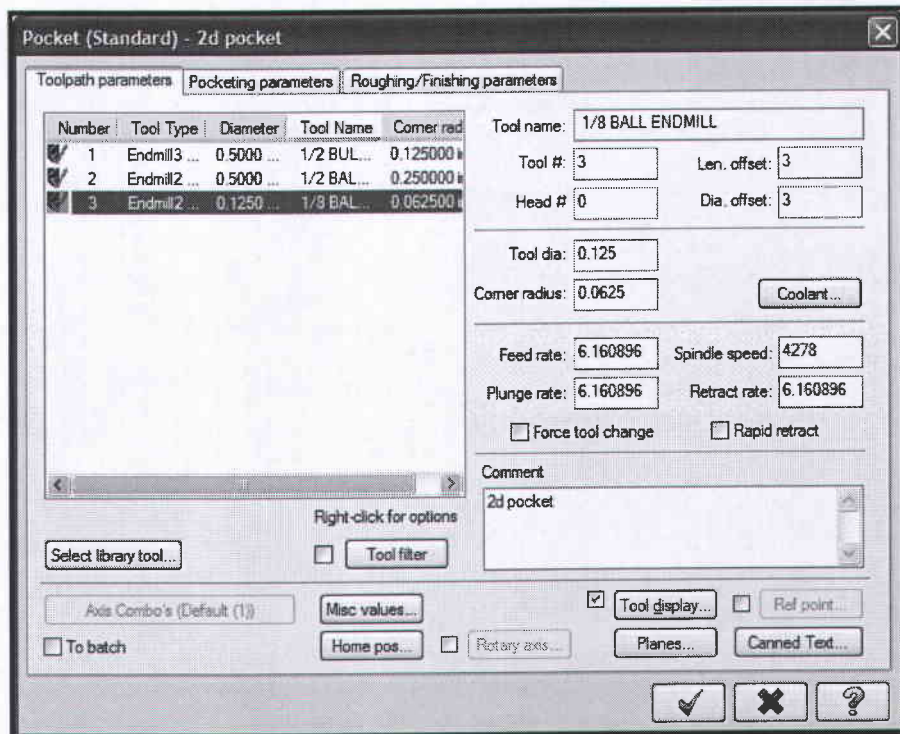 Pocket (Standard) - 2d pocket
Toolpath parameters Pocketing parameters Roughing/Finishing parameters
Number Tool Type Diameter Tool Name Corner rad
1 Endmill3 ... 0.5000 ... 1/2 BUL... 0.125000 i
2 Endmill2 ... 0.5000 ... 1/2 BAL... 0.250000 i
3 Endmill2 ... 0.1250 ... 1/8 BAL... 0.062500 i
Right-click for options
Select library tool...
Tool filter
Tool name: 1/8 BALL ENDMILL
Tool #: 3 Len. offset: 3
Head # 0 Dia. offset: 3
Tool dia: 0.125
Corner radius: 0.0625 Coolant...
Feed rate: 6.160896 Spindle speed: 4278
Plunge rate: 6.160896 Retract rate: 6.160896
Force tool change Rapid retract
Comment
2d pocket
Axis Combo's (Default (1)) Misc values... Tool display... Ref point...
To batch Home pos... Rotary axis... Planes... Canned Text...